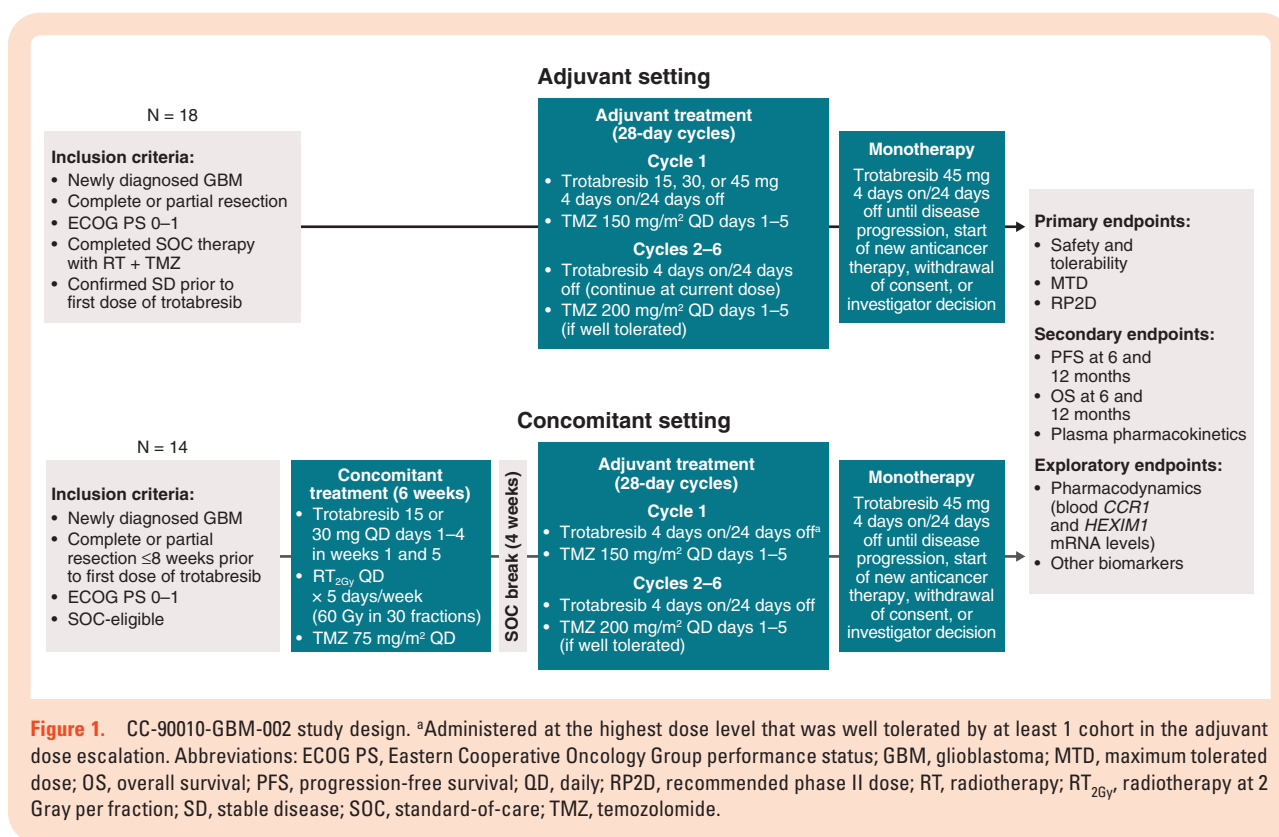 Adjuvant setting
N = 18
Inclusion criteria:
• Newly diagnosed GBM
• Complete or partial resection
• ECOG PS 0–1
• Completed SOC therapy
with RT + TMZ
• Confirmed SD prior to
first dose of trotabresib
Adjuvant treatment
(28-day cycles)
Cycle 1
• Trotabresib 15, 30, or 45 mg
4 days on/24 days off
• TMZ 150 mg/m² QD days 1–5
Cycles 2–6
• Trotabresib 4 days on/24 days
off (continue at current dose)
• TMZ 200 mg/m² QD days 1–5
(if well tolerated)
Monotherapy
Trotabresib 45 mg
4 days on/24 days
off until disease
progression, start
of new anticancer
therapy, withdrawal
of consent, or
investigator decision
Primary endpoints:
• Safety and
tolerability
• MTD
• RP2D
Secondary endpoints:
• PFS at 6 and
12 months
• OS at 6 and
12 months
• Plasma pharmacokinetics
Exploratory endpoints:
• Pharmacodynamics
(blood CCR1
and HEXIM1
mRNA levels)
• Other biomarkers
Concomitant setting
N = 14
Inclusion criteria:
• Newly diagnosed GBM
• Complete or partial
resection ≤8 weeks prior
to first dose of trotabresib
• ECOG PS 0–1
• SOC-eligible
Concomitant
treatment (6 weeks)
• Trotabresib 15 or
30 mg QD days 1–4
in weeks 1 and 5
• RT2Gy QD
× 5 days/week
(60 Gy in 30 fractions)
• TMZ 75 mg/m² QD
SOC break (4 weeks)
Adjuvant treatment
(28-day cycles)
Cycle 1
• Trotabresib 4 days on/24 days offᵃ
• TMZ 150 mg/m² QD days 1–5
Cycles 2–6
• Trotabresib 4 days on/24 days off
• TMZ 200 mg/m² QD days 1–5
(if well tolerated)
Monotherapy
Trotabresib 45 mg
4 days on/24 days
off until disease
progression, start
of new anticancer
therapy, withdrawal
of consent, or
investigator decision
Figure 1. CC-90010-GBM-002 study design. ᵃAdministered at the highest dose level that was well tolerated by at least 1 cohort in the adjuvant
dose escalation. Abbreviations: ECOG PS, Eastern Cooperative Oncology Group performance status; GBM, glioblastoma; MTD, maximum tolerated
dose; OS, overall survival; PFS, progression-free survival; QD, daily; RP2D, recommended phase II dose; RT, radiotherapy; RT2Gy, radiotherapy at 2
Gray per fraction; SD, stable disease; SOC, standard-of-care; TMZ, temozolomide.